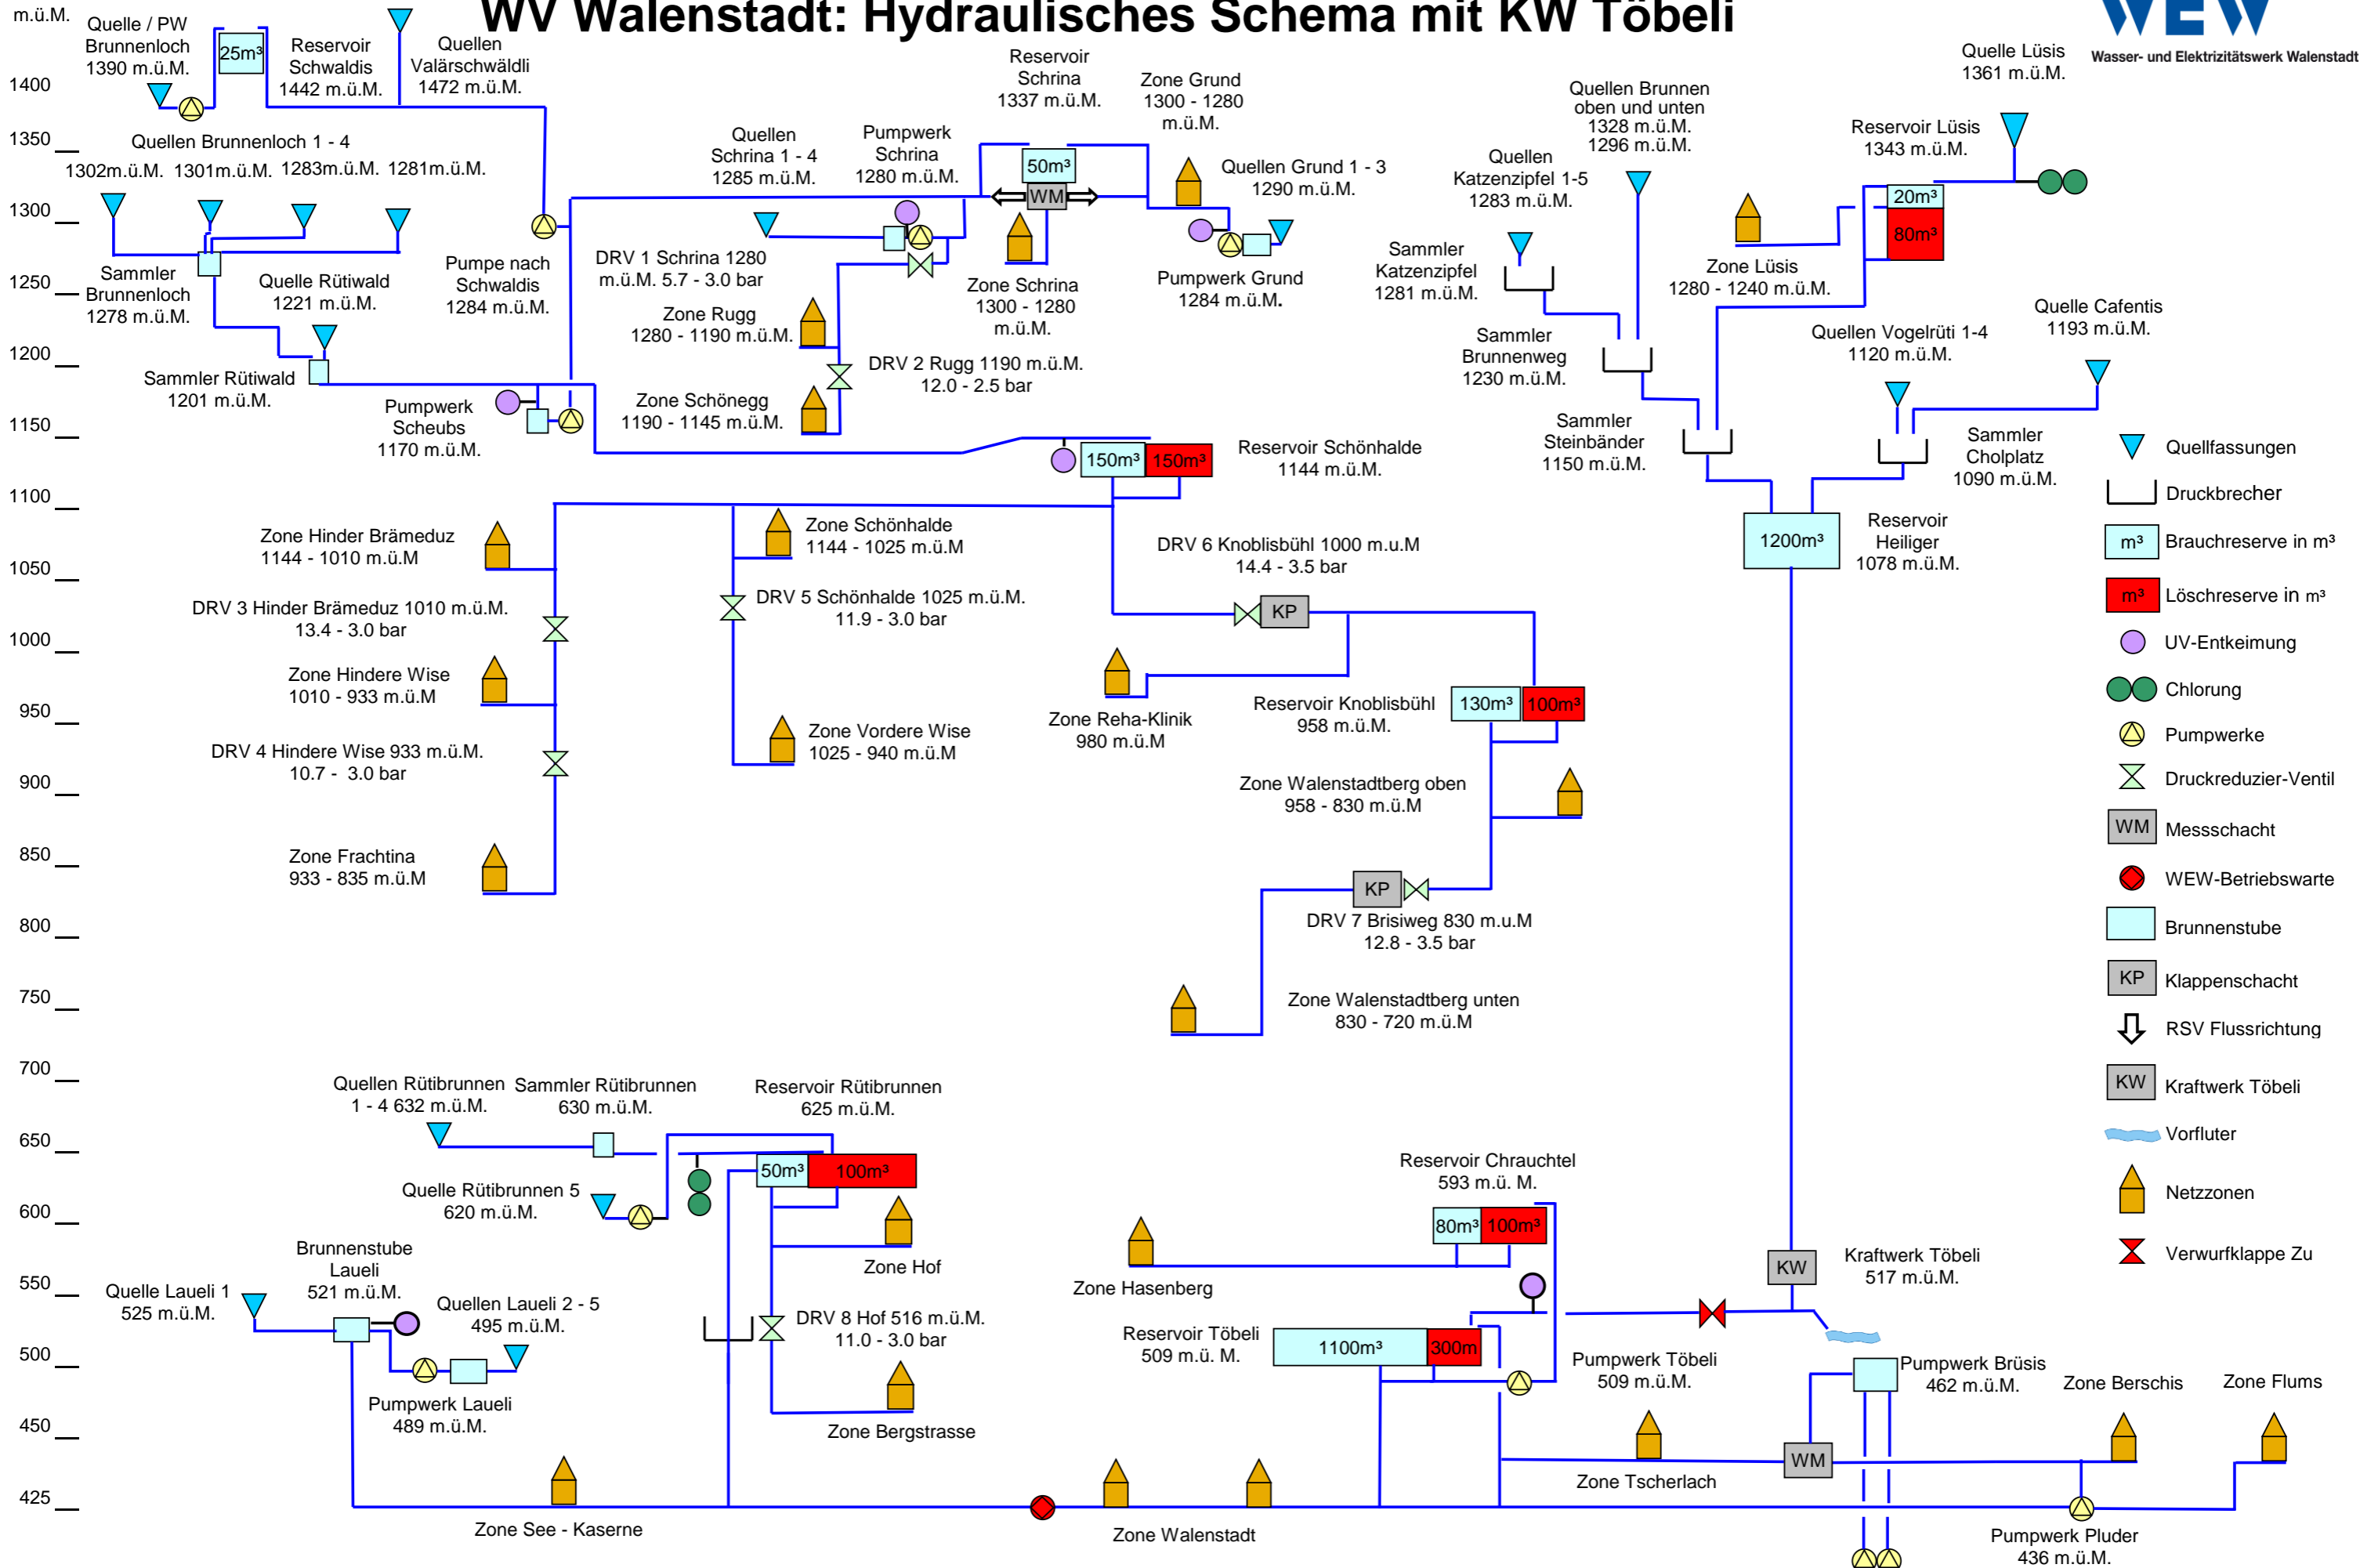 WV Walenstadt: Hydraulisches Schema mit KW Töbeli
WEW
Wasser- und Elektrizitätswerk Walenstadt
m.ü.M.
1400
1350
1300
1250
1200
1150
1100
1050
1000
950
900
850
800
750
700
650
600
550
500
450
425
Quelle / PW
Brunnenloch
1390 m.ü.M.
25m³
Reservoir
Schwaldis
1442 m.ü.M.
Quellen
Valärschwäldli
1472 m.ü.M.
Quellen Brunnenloch 1 - 4
1302m.ü.M.
1301m.ü.M.
1283m.ü.M.
1281m.ü.M.
Sammler
Brunnenloch
1278 m.ü.M.
Quelle Rütiwald
1221 m.ü.M.
Sammler Rütiwald
1201 m.ü.M.
Pumpe nach
Schwaldis
1284 m.ü.M.
Pumpwerk
Scheubs
1170 m.ü.M.
Quellen
Schrina 1 - 4
1285 m.ü.M.
Pumpwerk
Schrina
1280 m.ü.M.
Reservoir
Schrina
1337 m.ü.M.
50m³
WM
Zone Grund
1300 - 1280
m.ü.M.
Quellen Grund 1 - 3
1290 m.ü.M.
Pumpwerk Grund
1284 m.ü.M.
DRV 1 Schrina 1280
m.ü.M. 5.7 - 3.0 bar
Zone Schrina
1300 - 1280
m.ü.M.
Zone Rugg
1280 - 1190 m.ü.M.
DRV 2 Rugg 1190 m.ü.M.
12.0 - 2.5 bar
Zone Schönegg
1190 - 1145 m.ü.M.
150m³
150m³
Reservoir Schönhalde
1144 m.ü.M.
Quellen Brunnen
oben und unten
1328 m.ü.M.
1296 m.ü.M.
Quellen
Katzenzipfel 1-5
1283 m.ü.M.
Sammler
Katzenzipfel
1281 m.ü.M.
Sammler
Brunnenweg
1230 m.ü.M.
Sammler
Steinbänder
1150 m.ü.M.
Quelle Lüsis
1361 m.ü.M.
Reservoir Lüsis
1343 m.ü.M.
20m³
80m³
Zone Lüsis
1280 - 1240 m.ü.M.
Quelle Cafentis
1193 m.ü.M.
Quellen Vogelrüti 1-4
1120 m.ü.M.
Sammler
Cholplatz
1090 m.ü.M.
1200m³
Reservoir
Heiliger
1078 m.ü.M.
Zone Hinder Brämeduz
1144 - 1010 m.ü.M
DRV 3 Hinder Brämeduz 1010 m.ü.M.
13.4 - 3.0 bar
Zone Hindere Wise
1010 - 933 m.ü.M
DRV 4 Hindere Wise 933 m.ü.M.
10.7 - 3.0 bar
Zone Frachtina
933 - 835 m.ü.M
Zone Schönhalde
1144 - 1025 m.ü.M
DRV 5 Schönhalde 1025 m.ü.M.
11.9 - 3.0 bar
Zone Vordere Wise
1025 - 940 m.ü.M
DRV 6 Knoblisbühl 1000 m.u.M
14.4 - 3.5 bar
KP
Zone Reha-Klinik
980 m.ü.M
Reservoir Knoblisbühl
958 m.ü.M.
130m³
100m³
Zone Walenstadtberg oben
958 - 830 m.ü.M
KP
DRV 7 Brisiweg 830 m.u.M
12.8 - 3.5 bar
Zone Walenstadtberg unten
830 - 720 m.ü.M
Quellen Rütibrunnen
1 - 4 632 m.ü.M.
Sammler Rütibrunnen
630 m.ü.M.
Reservoir Rütibrunnen
625 m.ü.M.
50m³
100m³
Quelle Rütibrunnen 5
620 m.ü.M.
Zone Hof
Brunnenstube
Laueli
521 m.ü.M.
Quelle Laueli 1
525 m.ü.M.
Quellen Laueli 2 - 5
495 m.ü.M.
Pumpwerk Laueli
489 m.ü.M.
DRV 8 Hof 516 m.ü.M.
11.0 - 3.0 bar
Zone Bergstrasse
Zone See - Kaserne
Reservoir Chrauchtel
593 m.ü. M.
80m³
100m³
Zone Hasenberg
Reservoir Töbeli
509 m.ü. M.
1100m³
300m
Pumpwerk Töbeli
509 m.ü.M.
KW
Kraftwerk Töbeli
517 m.ü.M.
Pumpwerk Brüsis
462 m.ü.M.
Zone Berschis
Zone Flums
Zone Tscherlach
WM
Zone Walenstadt
Pumpwerk Pluder
436 m.ü.M.
Quellfassungen
Druckbrecher
m³
Brauchreserve in m³
m³
Löschreserve in m³
UV-Entkeimung
Chlorung
Pumpwerke
Druckreduzier-Ventil
WM
Messschacht
WEW-Betriebswarte
Brunnenstube
KP
Klappenschacht
RSV Flussrichtung
KW
Kraftwerk Töbeli
Vorfluter
Netzzonen
Verwurfklappe Zu